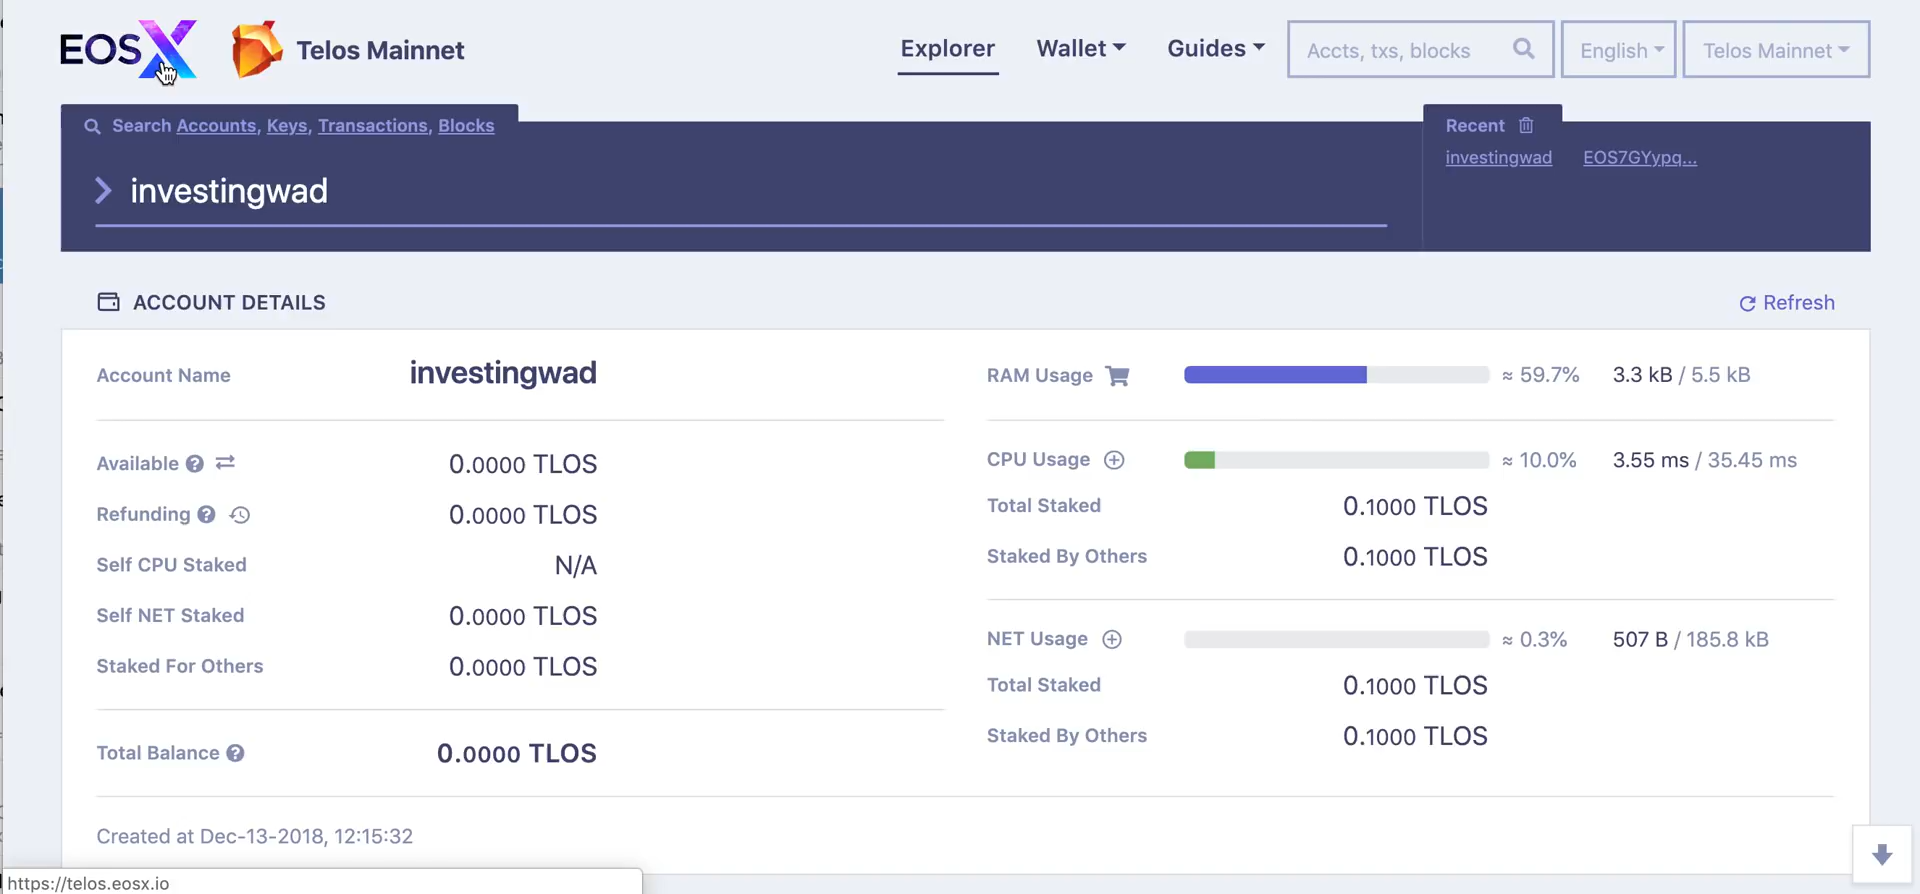 EOSX Telos Mainnet Explorer Wallet Guides Accts, txs, blocks English Telos Mainnet
Search Accounts, Keys, Transactions, Blocks
Recent
investingwad EOS7GYypq...
investingwad
ACCOUNT DETAILS
Refresh
Account Name investingwad
Available 0.0000 TLOS
Refunding 0.0000 TLOS
Self CPU Staked N/A
Self NET Staked 0.0000 TLOS
Staked For Others 0.0000 TLOS
Total Balance 0.0000 TLOS
RAM Usage ≈ 59.7% 3.3 kB / 5.5 kB
CPU Usage ≈ 10.0% 3.55 ms / 35.45 ms
Total Staked 0.1000 TLOS
Staked By Others 0.1000 TLOS
NET Usage ≈ 0.3% 507 B / 185.8 kB
Total Staked 0.1000 TLOS
Staked By Others 0.1000 TLOS
Created at Dec-13-2018, 12:15:32
https://telos.eosx.io